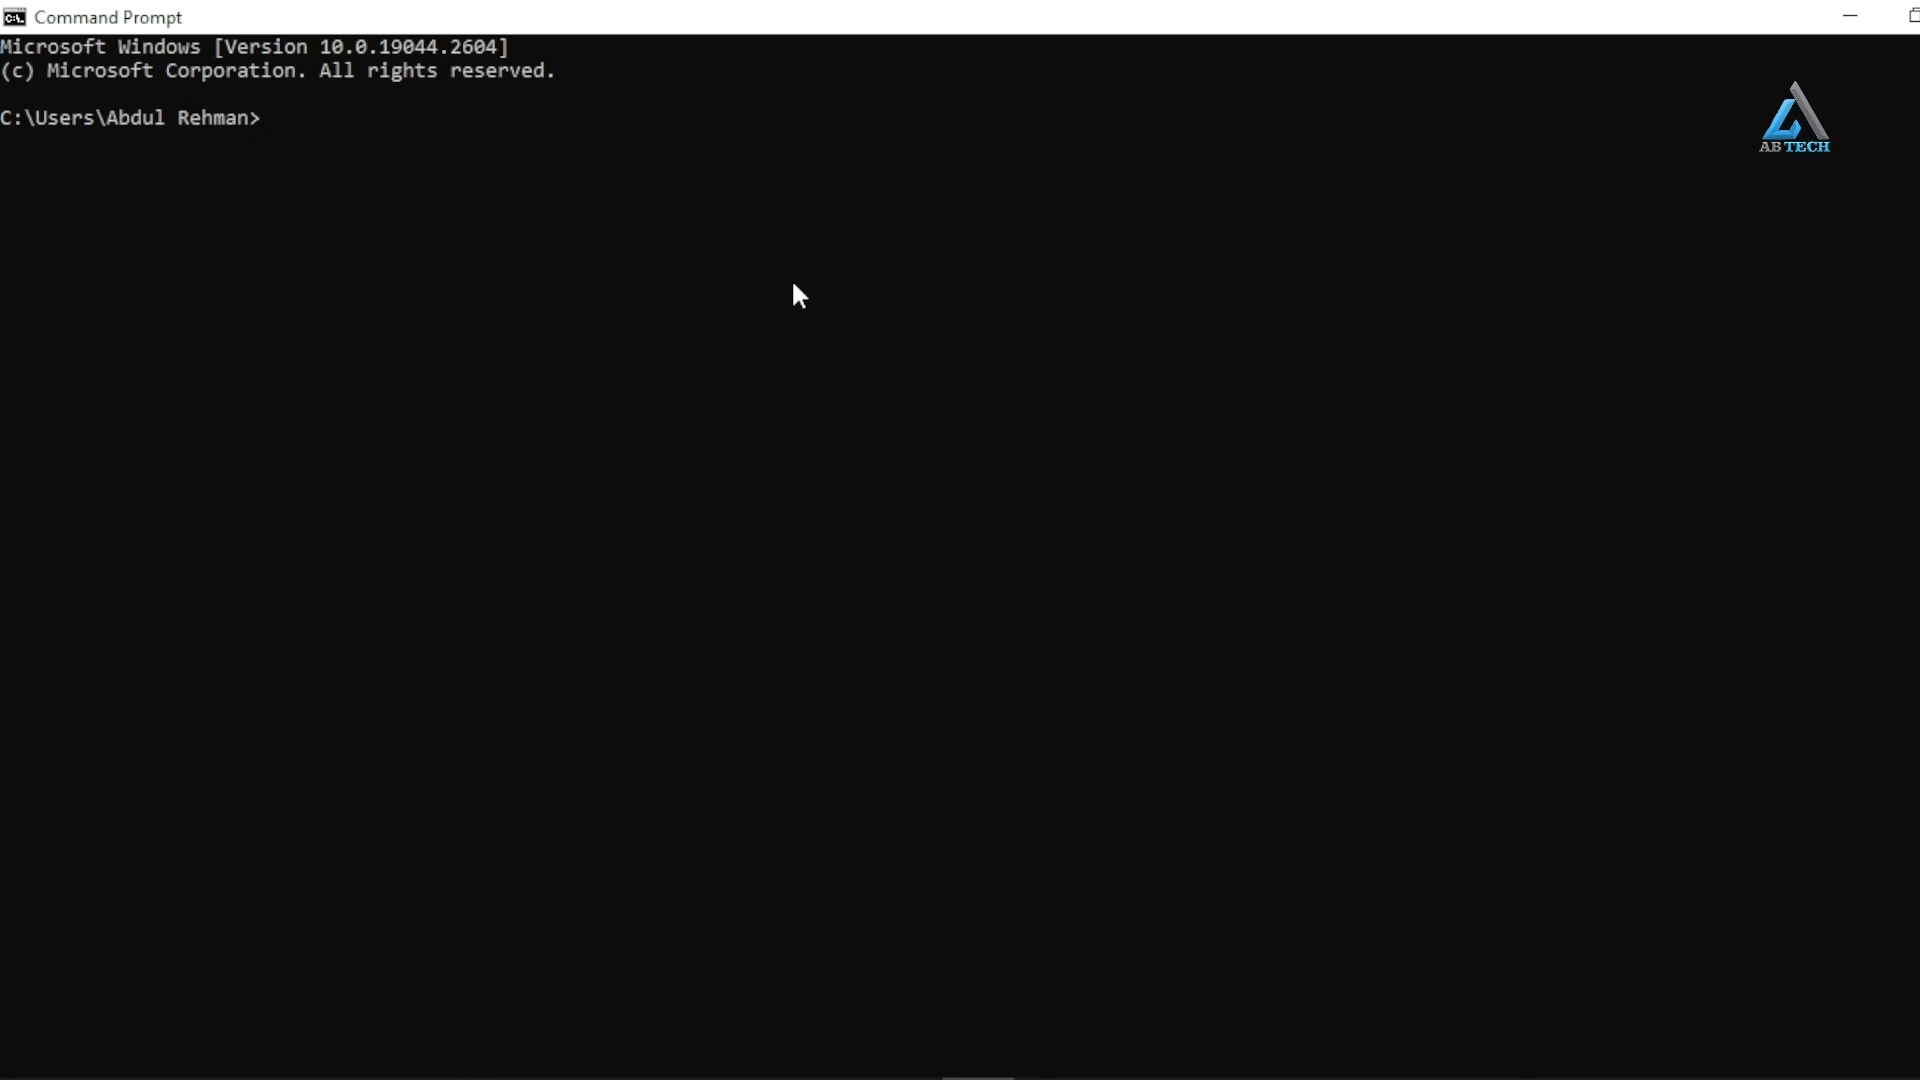 Command Prompt
Microsoft Windows [Version 10.0.19044.2604]
(c) Microsoft Corporation. All rights reserved.
C:\Users\Abdul Rehman>
AB TECH